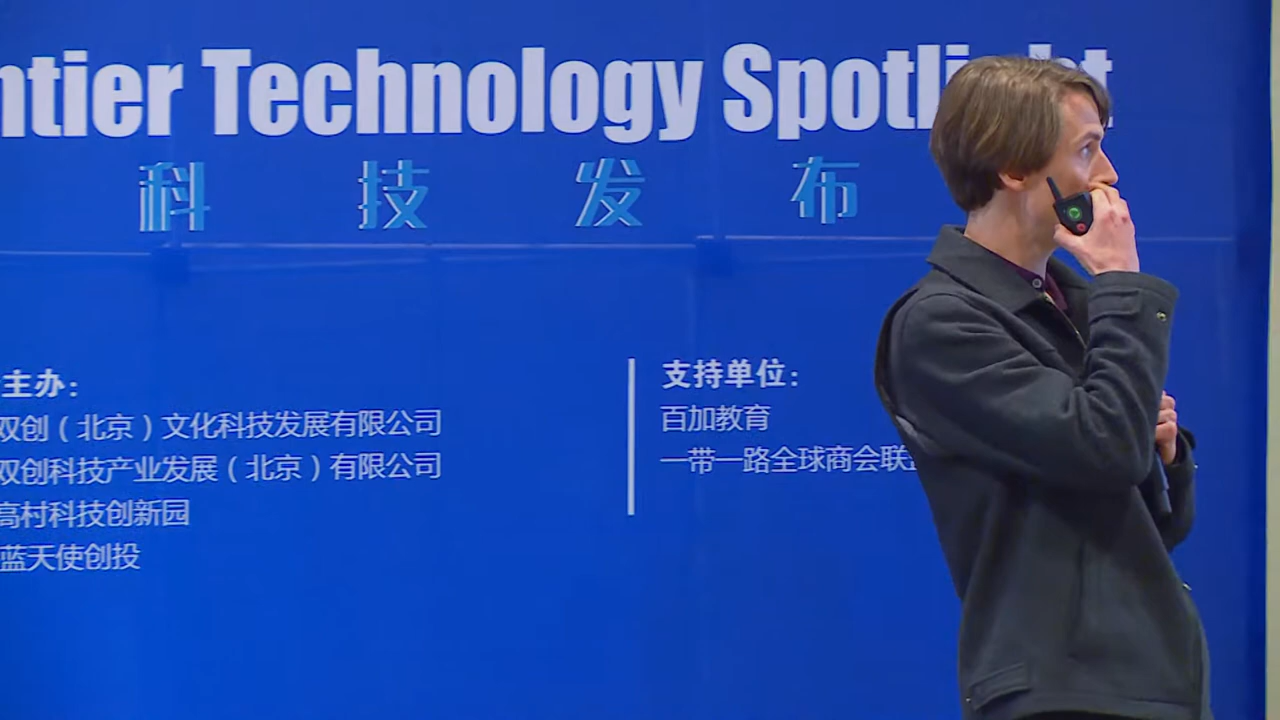 ntier Technology Spotlight
科技发布
主办：
双创（北京）文化科技发展有限公司
双创科技产业发展（北京）有限公司
高村科技创新园
蓝天使创投
支持单位：
百加教育
一带一路全球商会联